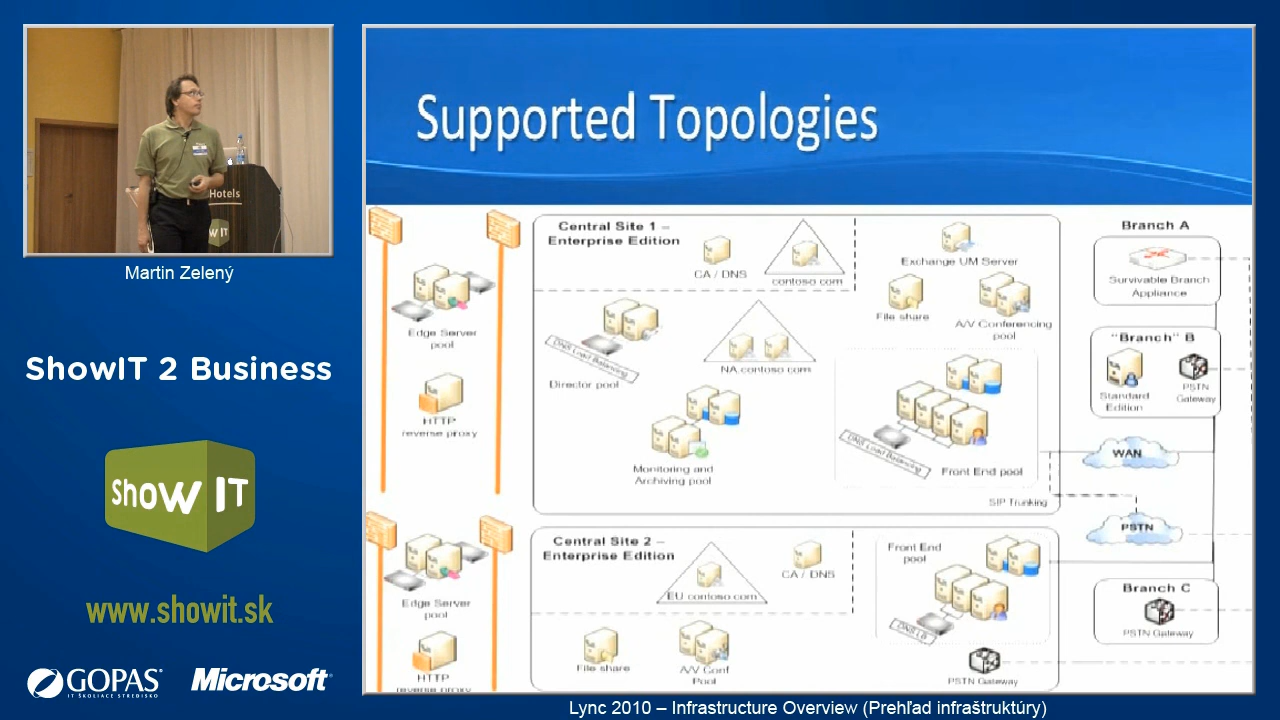 Hotels
W IT
Martin Zelený
ShowIT 2 Business
ShoW IT
www.showit.sk
GOPAS®
IT ŠKOLIACE STREDISKO
Microsoft®
Supported Topologies
Central Site 1 –
Enterprise Edition
CA / DNS
contoso.com
Exchange UM Server
File share
A/V Conferencing
pool
Edge Server
pool
HTTP
reverse proxy
DNS Load Balancing
Director pool
NA.contoso.com
Monitoring and
Archiving pool
DNS Load Balancing
Front End pool
SIP Trunking
Branch A
Survivable Branch
Appliance
"Branch" B
Standard
Edition
PSTN
Gateway
WAN
PSTN
Branch C
PSTN Gateway
Central Site 2 –
Enterprise Edition
EU.contoso.com
CA / DNS
Front End
pool
DNS LB
Edge Server
pool
HTTP
reverse proxy
File share
A/V Conf
Pool
PSTN Gateway
Lync 2010 – Infrastructure Overview (Prehľad infraštruktúry)